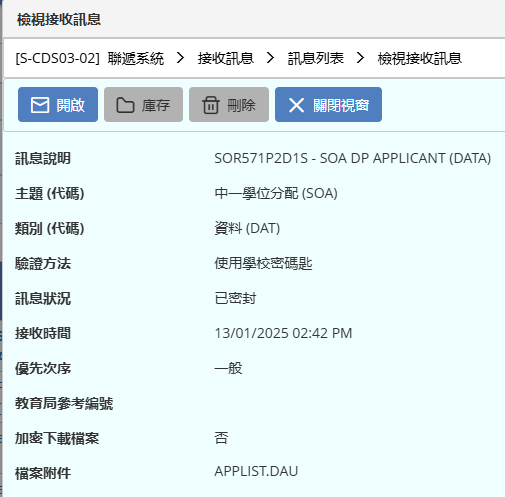 檢視接收訊息
[S-CDS03-02] 聯遞系統 > 接收訊息 > 訊息列表 > 檢視接收訊息
開啟 庫存 刪除 關閉視窗
訊息說明 SOR571P2D1S - SOA DP APPLICANT (DATA)
主題 (代碼) 中一學位分配 (SOA)
類別 (代碼) 資料 (DAT)
驗證方法 使用學校密碼匙
訊息狀況 已密封
接收時間 13/01/2025 02:42 PM
優先次序 一般
教育局參考編號
加密下載檔案 否
檔案附件 APPLIST.DAU